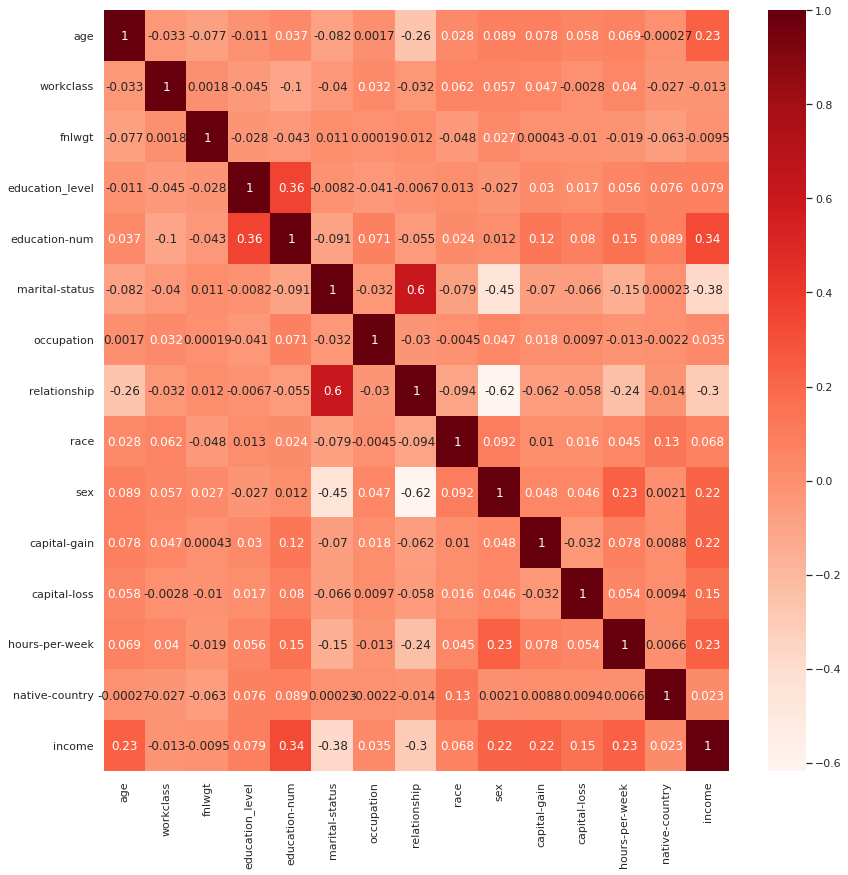 age 1 -0.033 -0.077 -0.011 0.037 -0.082 0.0017 -0.26 0.028 0.089 0.078 0.058 0.069 -0.00027 0.23
workclass -0.033 1 0.0018 -0.045 -0.1 -0.04 0.032 -0.032 0.062 0.057 0.047 -0.0028 0.04 -0.027 -0.013
fnlwgt -0.077 0.0018 1 -0.028 -0.043 0.011 0.00019 0.012 -0.048 0.027 0.00043 -0.01 -0.019 -0.063 -0.0095
education_level -0.011 -0.045 -0.028 1 0.36 -0.0082 -0.041 -0.0067 0.013 -0.027 0.03 0.017 0.056 0.076 0.079
education-num 0.037 -0.1 -0.043 0.36 1 -0.091 0.071 -0.055 0.024 0.012 0.12 0.08 0.15 0.089 0.34
marital-status -0.082 -0.04 0.011 -0.0082 -0.091 1 -0.032 0.6 -0.079 -0.45 -0.07 -0.066 -0.15 0.00023 -0.38
occupation 0.0017 0.032 0.00019 -0.041 0.071 -0.032 1 -0.03 -0.0045 0.047 0.018 0.0097 -0.013 -0.0022 0.035
relationship -0.26 -0.032 0.012 -0.0067 -0.055 0.6 -0.03 1 -0.094 -0.62 -0.062 -0.058 -0.24 -0.014 -0.3
race 0.028 0.062 -0.048 0.013 0.024 -0.079 -0.0045 -0.094 1 0.092 0.01 0.016 0.045 0.13 0.068
sex 0.089 0.057 0.027 -0.027 0.012 -0.45 0.047 -0.62 0.092 1 0.048 0.046 0.23 0.0021 0.22
capital-gain 0.078 0.047 0.00043 0.03 0.12 -0.07 0.018 -0.062 0.01 0.048 1 -0.032 0.078 0.0088 0.22
capital-loss 0.058 -0.0028 -0.01 0.017 0.08 -0.066 0.0097 -0.058 0.016 0.046 -0.032 1 0.054 0.0094 0.15
hours-per-week 0.069 0.04 -0.019 0.056 0.15 -0.15 -0.013 -0.24 0.045 0.23 0.078 0.054 1 0.0066 0.23
native-country -0.00027 -0.027 -0.063 0.076 0.089 0.00023 -0.0022 -0.014 0.13 0.0021 0.0088 0.0094 0.0066 1 0.023
income 0.23 -0.013 -0.0095 0.079 0.34 -0.38 0.035 -0.3 0.068 0.22 0.22 0.15 0.23 0.023 1
age
workclass
fnlwgt
education_level
education-num
marital-status
occupation
relationship
race
sex
capital-gain
capital-loss
hours-per-week
native-country
income
1.0
0.8
0.6
0.4
0.2
0.0
−0.2
−0.4
−0.6